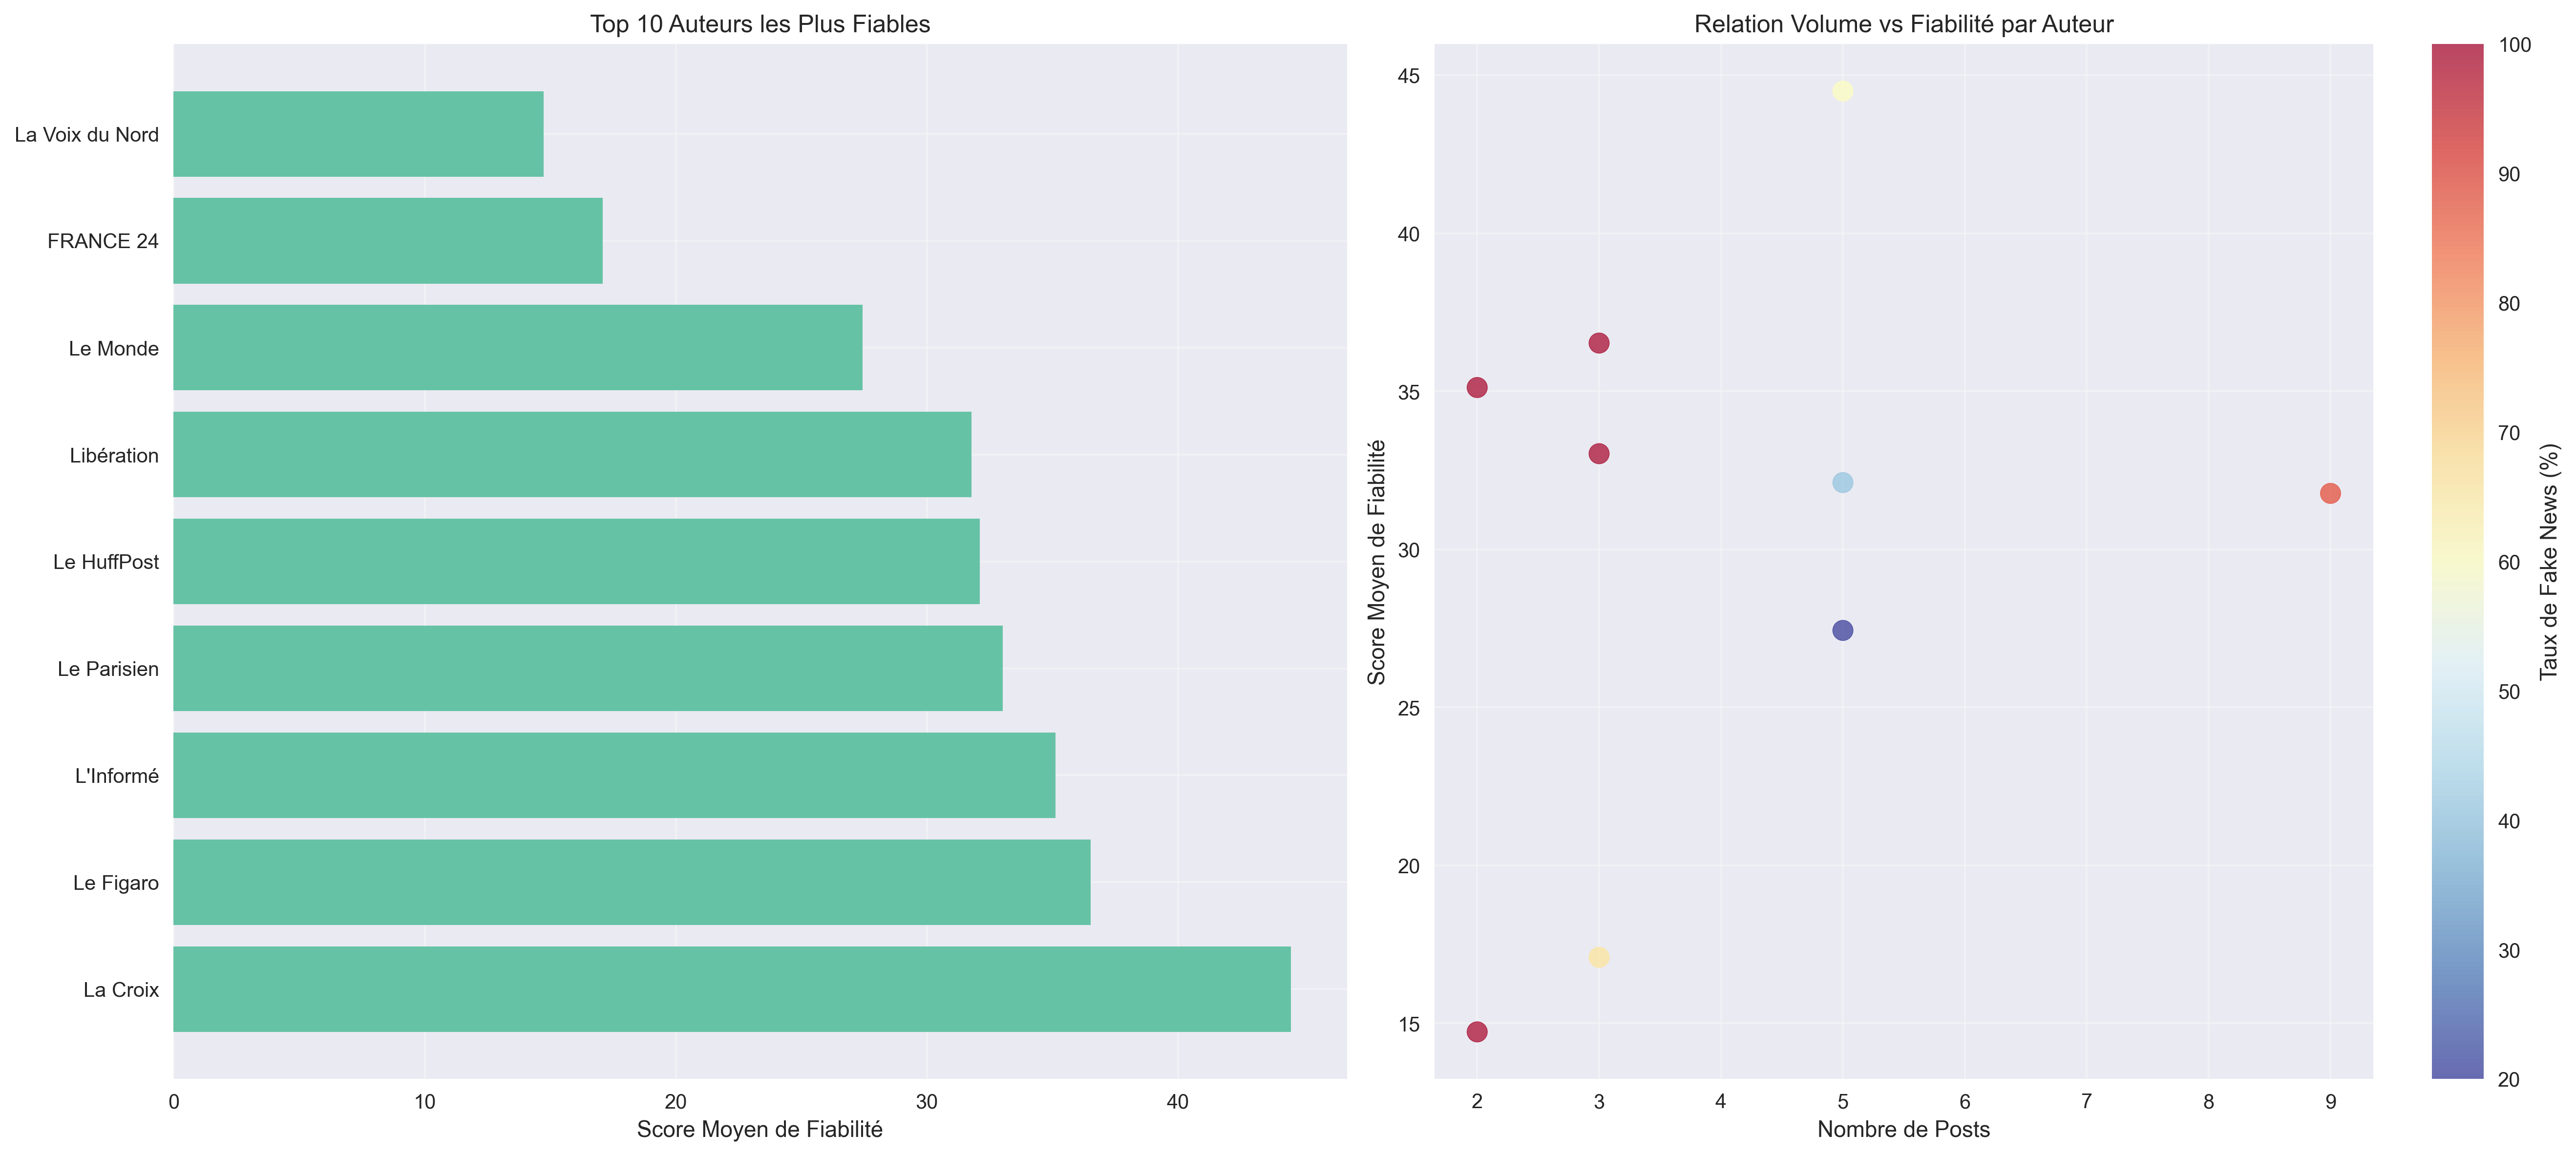 Top 10 Auteurs les Plus Fiables
La Voix du Nord
FRANCE 24
Le Monde
Libération
Le HuffPost
Le Parisien
L'Informé
Le Figaro
La Croix
0 10 20 30 40
Score Moyen de Fiabilité
Relation Volume vs Fiabilité par Auteur
45
40
35
30
25
20
15
Score Moyen de Fiabilité
2 3 4 5 6 7 8 9
Nombre de Posts
100
90
80
70
60
50
40
30
20
Taux de Fake News (%)